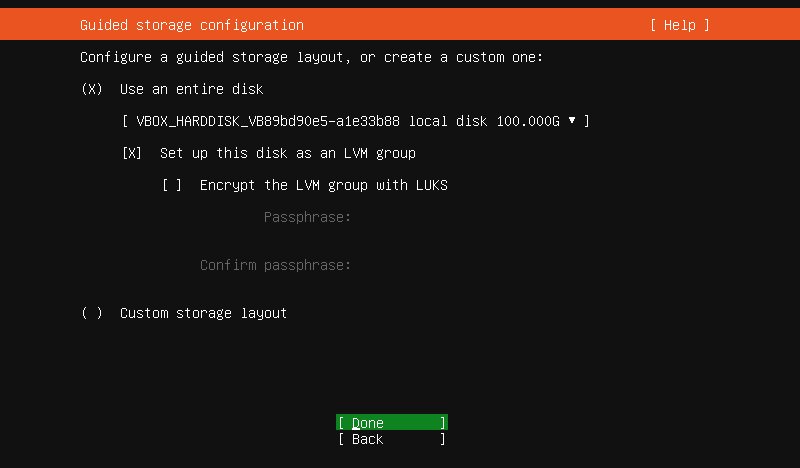 Guided storage configuration [ Help ]
Configure a guided storage layout, or create a custom one:
(X) Use an entire disk
[ VBOX_HARDDISK_VB89bd90e5-a1e33b88 local disk 100.000G ▾ ]
[X] Set up this disk as an LVM group
[ ] Encrypt the LVM group with LUKS
Passphrase:
Confirm passphrase:
( ) Custom storage layout
[ Done ]
[ Back ]